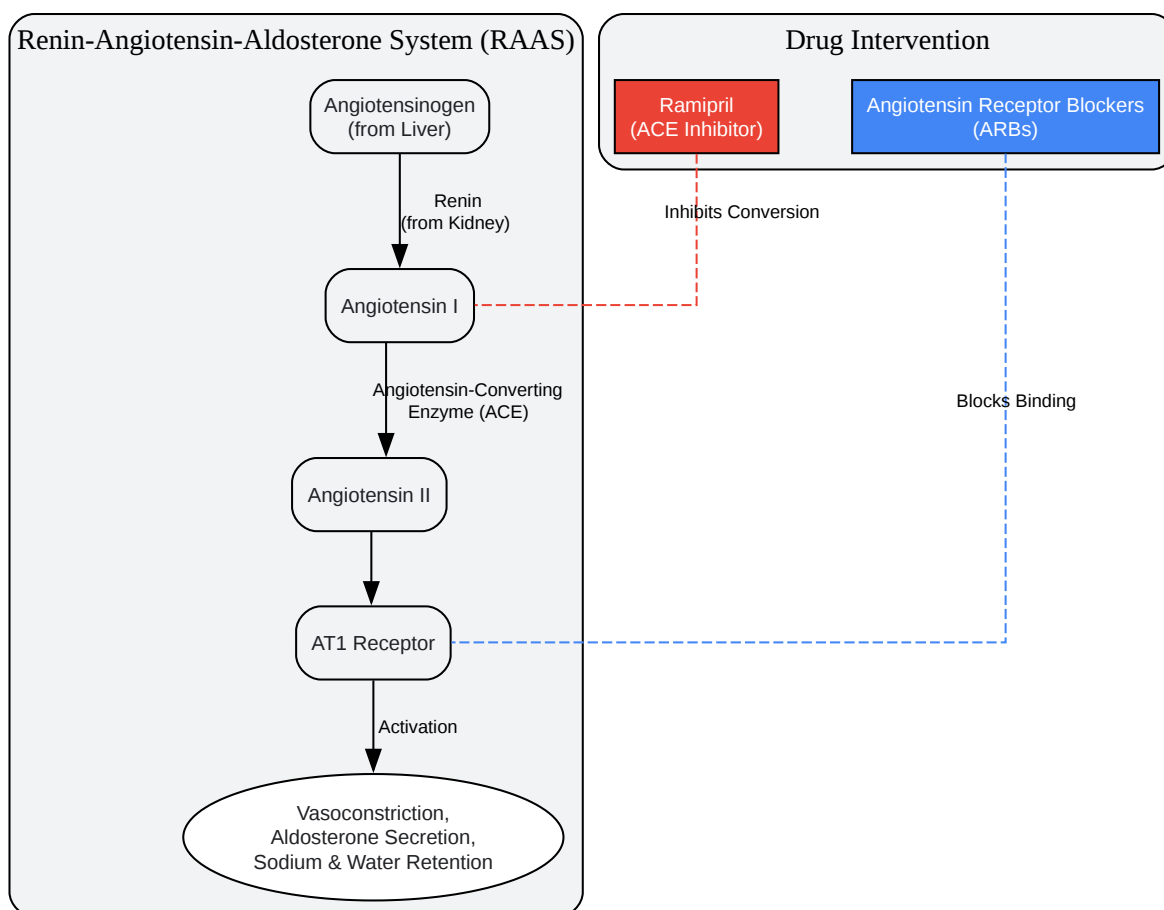 Renin-Angiotensin-Aldosterone System (RAAS)
Angiotensinogen
(from Liver)
Renin
(from Kidney)
Angiotensin I
Angiotensin-Converting
Enzyme (ACE)
Angiotensin II
AT1 Receptor
Activation
Vasoconstriction,
Aldosterone Secretion,
Sodium & Water Retention
Drug Intervention
Ramipril
(ACE Inhibitor)
Angiotensin Receptor Blockers
(ARBs)
Inhibits Conversion
Blocks Binding